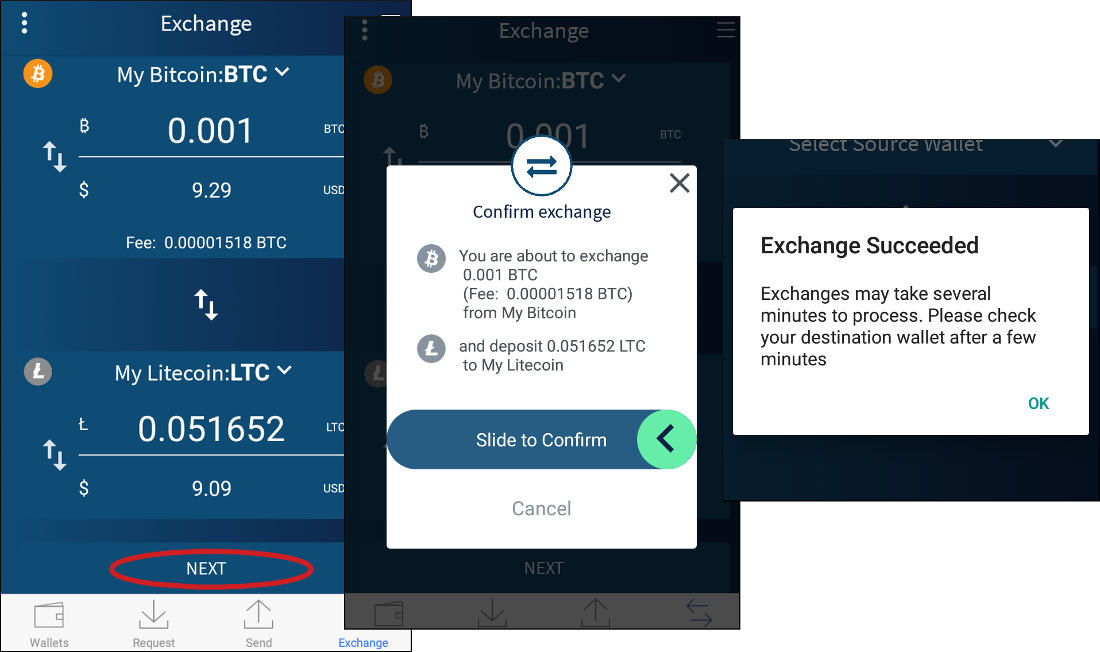 Exchange
My Bitcoin:BTC
฿ 0.001 BTC
$ 9.29 USD
Fee: 0.00001518 BTC
My Litecoin:LTC
Ł 0.051652 LTC
$ 9.09 USD
NEXT
Wallets Request Send Exchange
Exchange
My Bitcoin:BTC
฿ 0.001 BTC
Confirm exchange
You are about to exchange
0.001 BTC
(Fee: 0.00001518 BTC)
from My Bitcoin
and deposit 0.051652 LTC
to My Litecoin
Slide to Confirm
Cancel
NEXT
Select Source Wallet
Exchange Succeeded
Exchanges may take several
minutes to process. Please check
your destination wallet after a few
minutes
OK